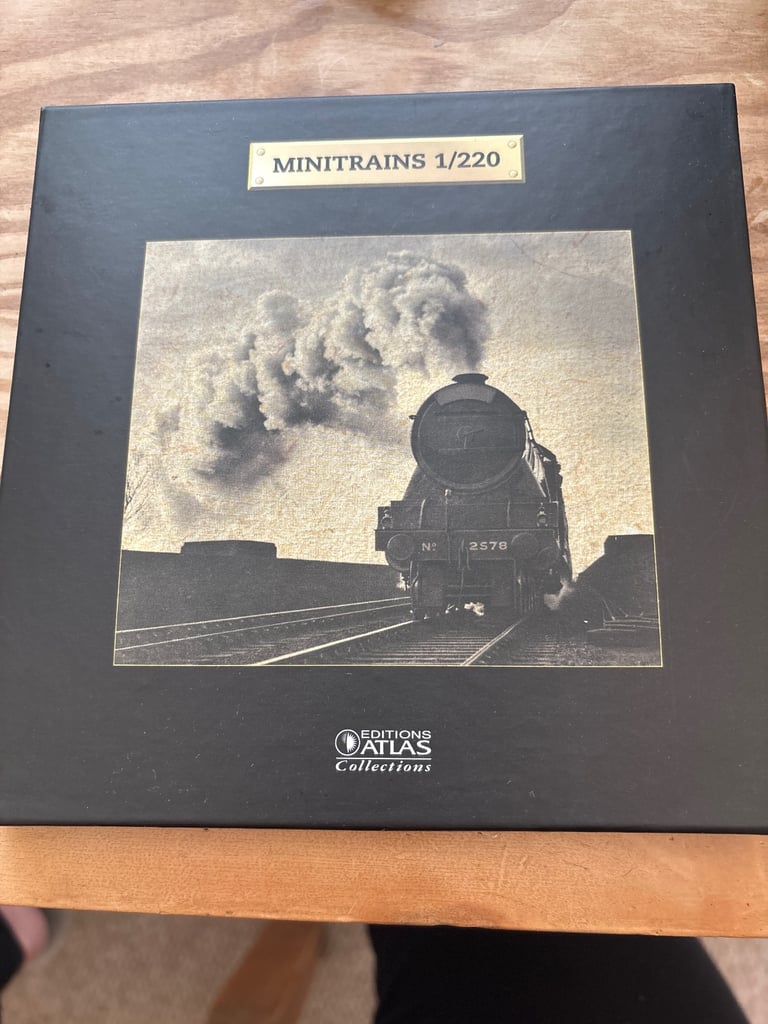 MINITRAINS 1/220
Nº 2578
EDITIONS
ATLAS
Collections